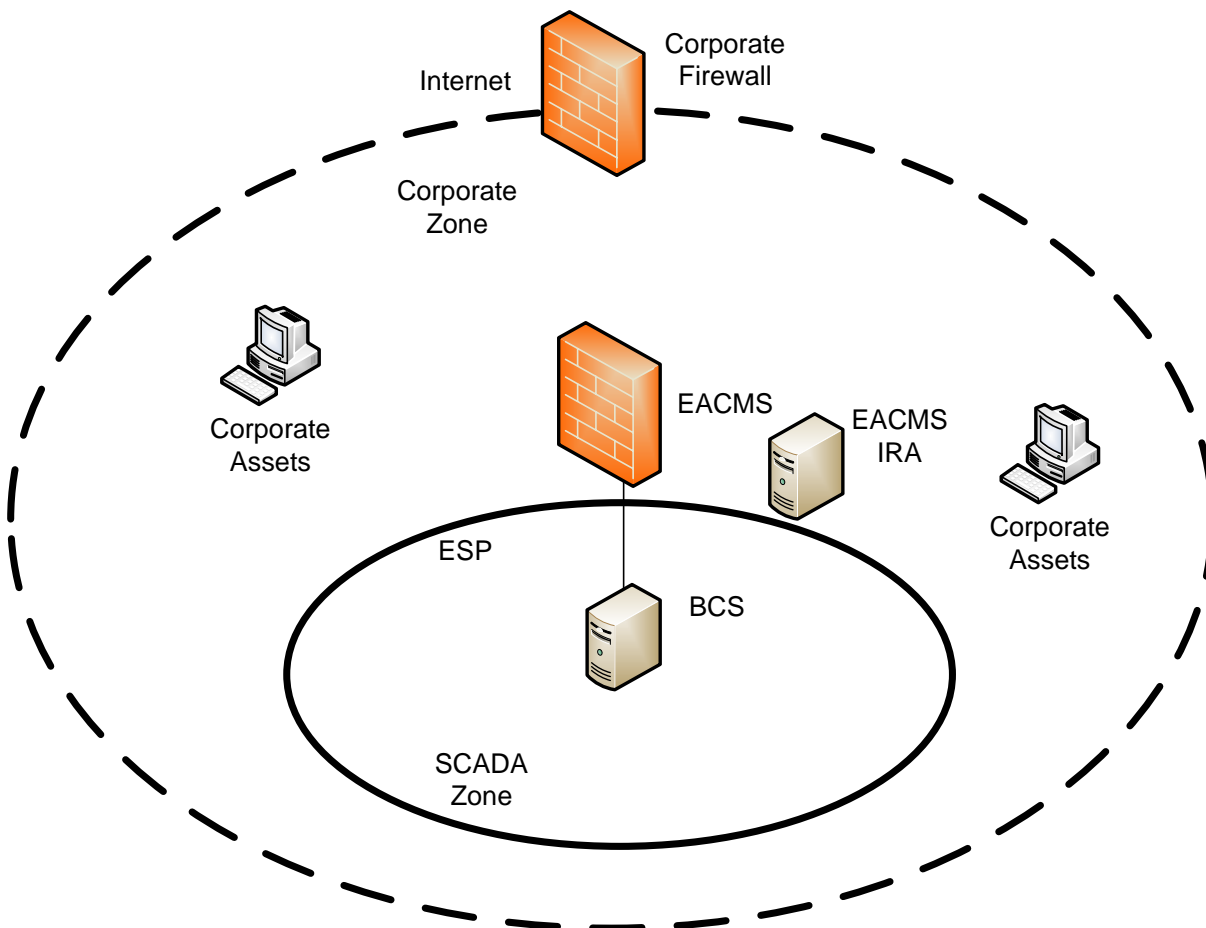 Internet
Corporate
Firewall
Corporate
Zone
Corporate
Assets
EACMS
EACMS
IRA
Corporate
Assets
ESP
BCS
SCADA
Zone